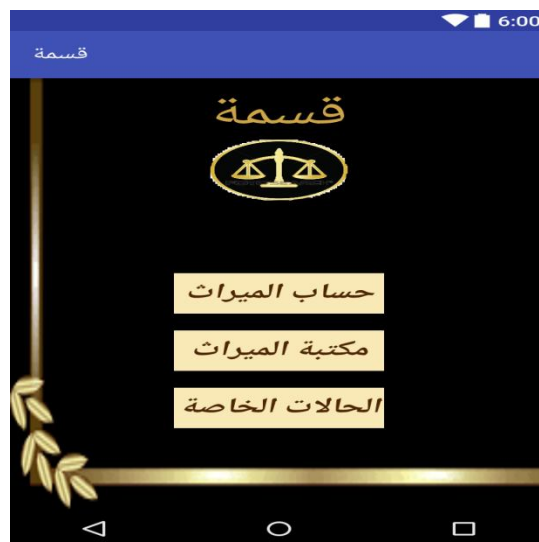 6:00
قسمة
قسمة
حساب الميراث
مكتبة الميراث
الحالات الخاصة